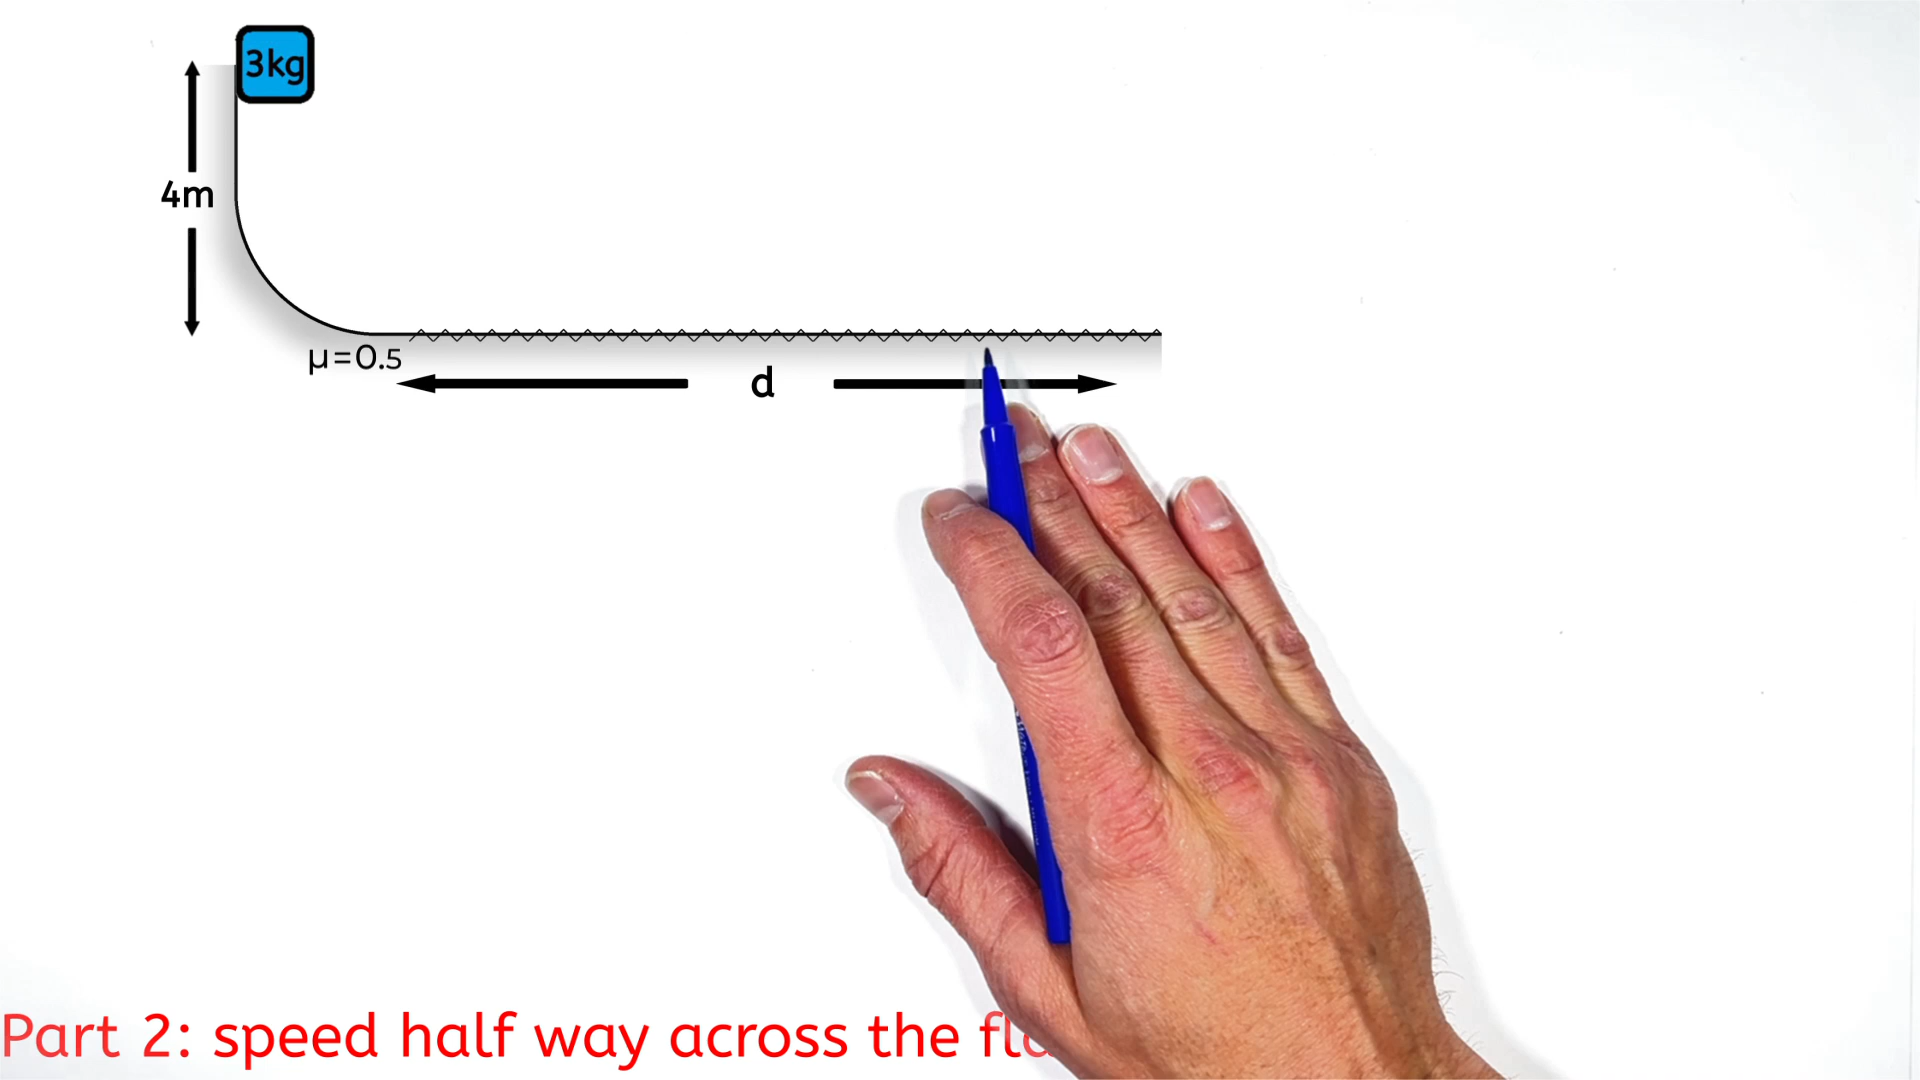 3kg
4m
μ=0.5
d
Part 2: speed half way across the